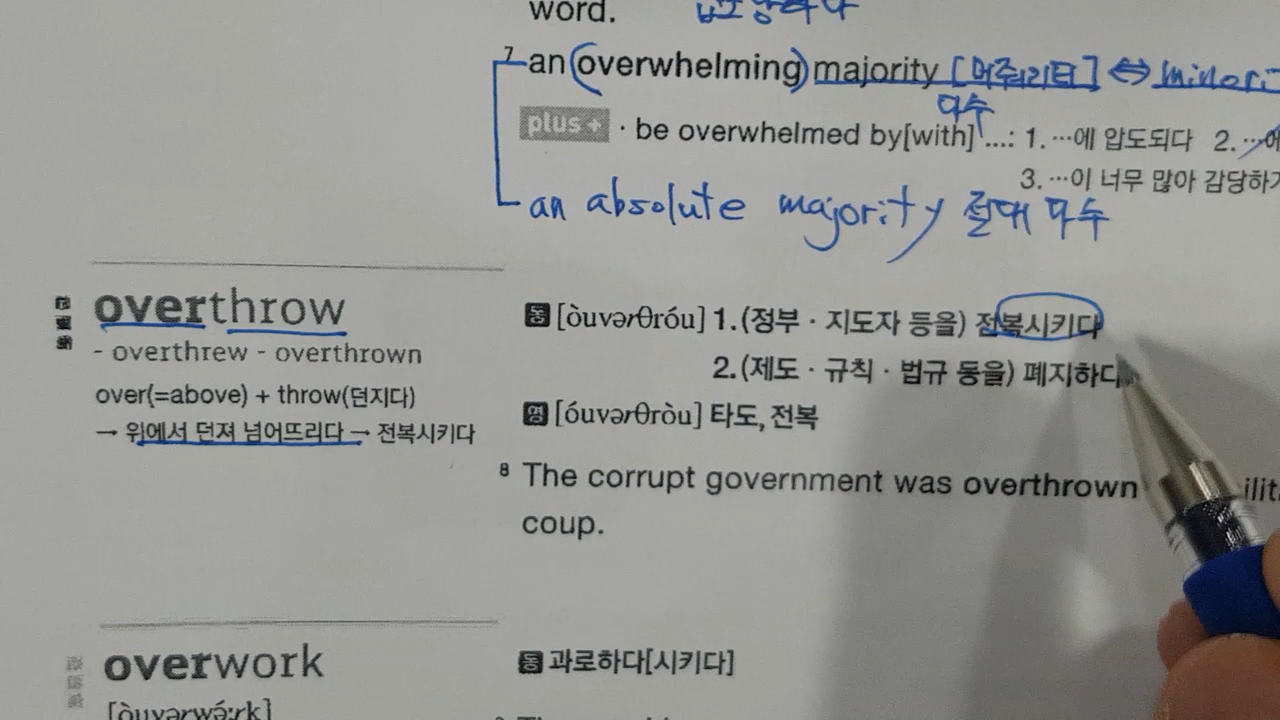 word.
7 an overwhelming majority [머줘리티] ⇔
다수
plus + · be overwhelmed by[with] ...: 1. …에 압도되다 2. …에
3. …이 너무 많아 감당하기
an absolute majority 절대 다수
overthrow
- overthrew - overthrown
over(=above) + throw(던지다)
→ 위에서 던져 넘어뜨리다 → 전복시키다
동 [òuvərθróu] 1. (정부 · 지도자 등을) 전복시키다
2. (제도 · 규칙 · 법규 등을) 폐지하다
명 [óuvərθròu] 타도, 전복
8 The corrupt government was overthrown
coup.
overwork
[òuvərwə́ːrk]
동 과로하다[시키다]